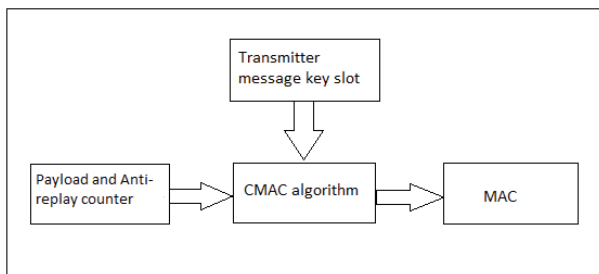 Transmitter
message key slot
Payload and Anti-
replay counter
CMAC algorithm
MAC